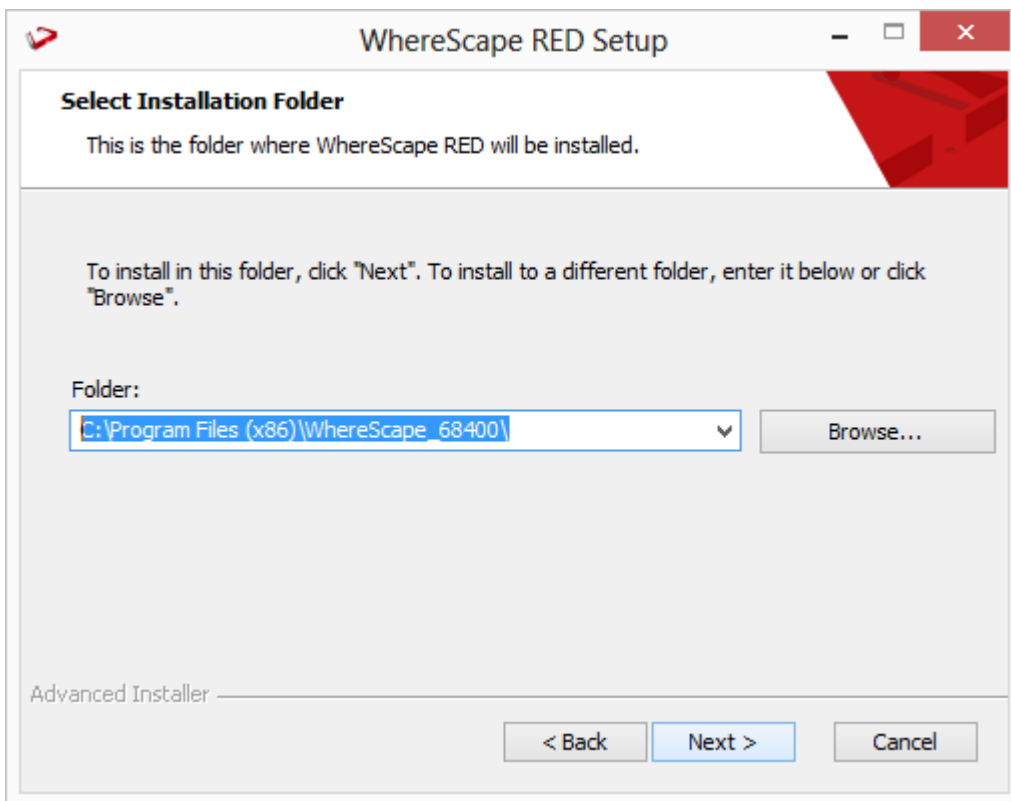 WhereScape RED Setup
Select Installation Folder
This is the folder where WhereScape RED will be installed.
To install in this folder, click "Next". To install to a different folder, enter it below or click
"Browse".
Folder:
C:\Program Files (x86)\WhereScape_68400\
Browse...
Advanced Installer
< Back
Next >
Cancel